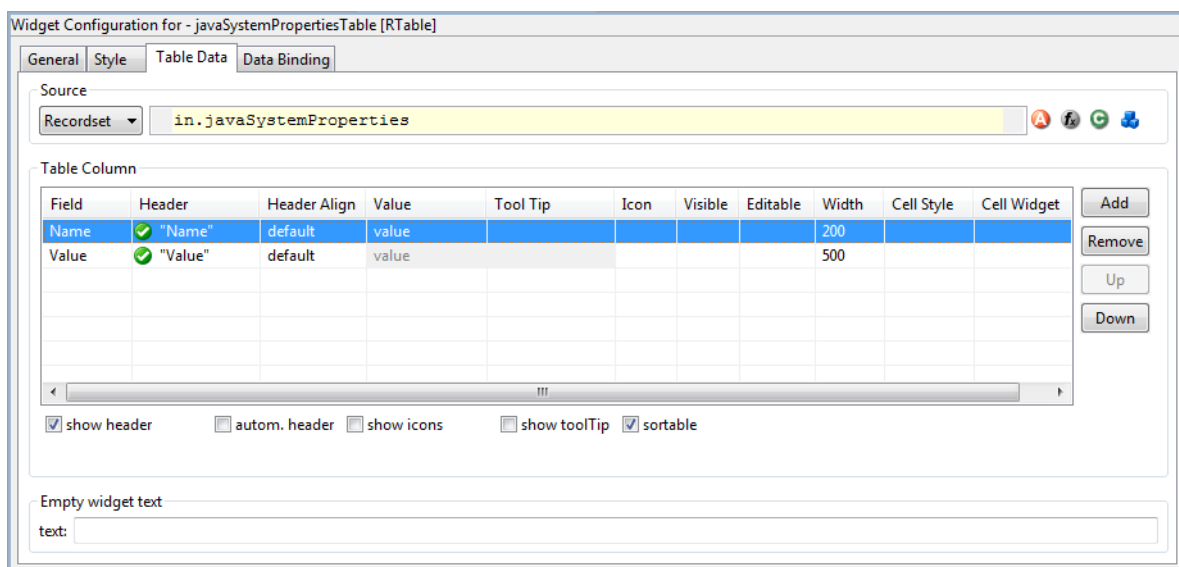 Widget Configuration for - javaSystemPropertiesTable [RTable]
General Style Table Data Data Binding
Source
Recordset in.javaSystemProperties A fx C
Table Column
Field Header Header Align Value Tool Tip Icon Visible Editable Width Cell Style Cell Widget Add
Name "Name" default value 200
Remove
Value "Value" default value 500
Up
Down
show header autom. header show icons show toolTip sortable
Empty widget text
text: